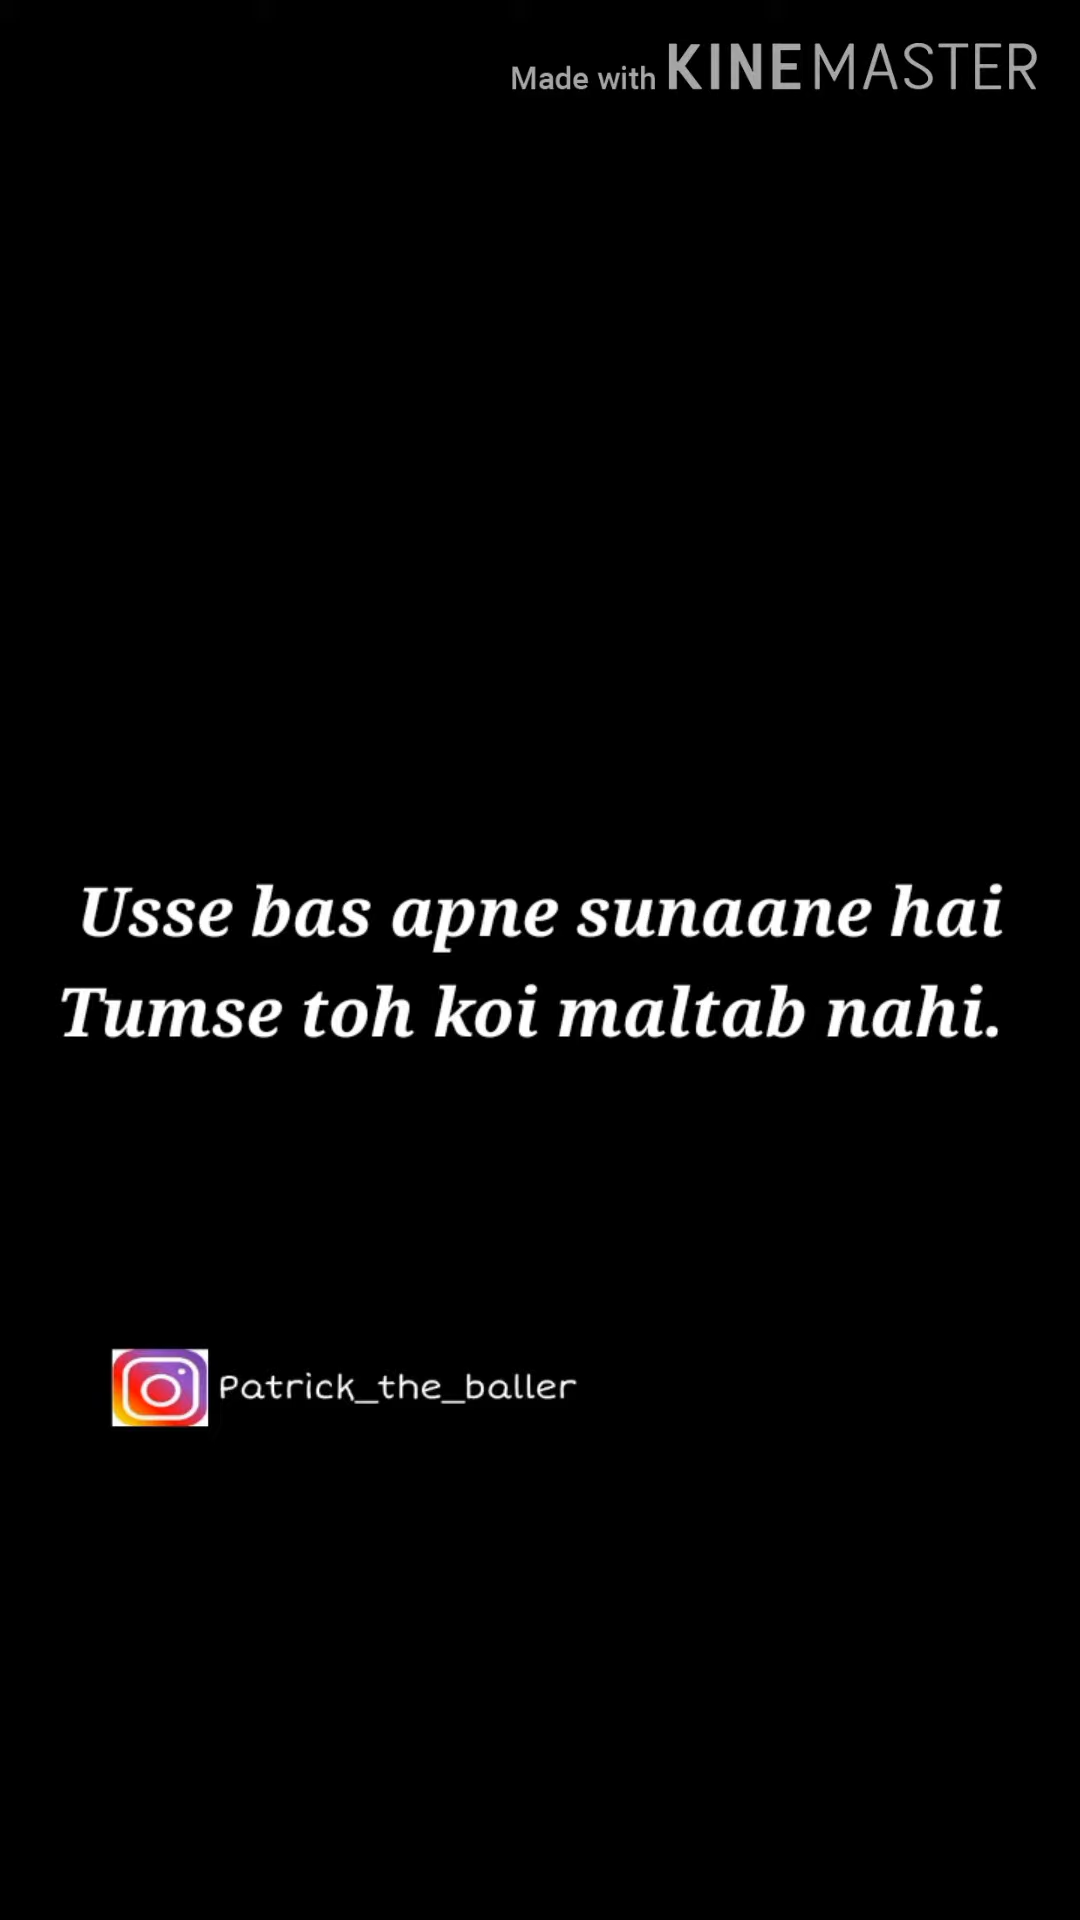 Made with KINEMASTER
Usse bas apne sunaane hai
Tumse toh koi maltab nahi.
Patrick_the_baller